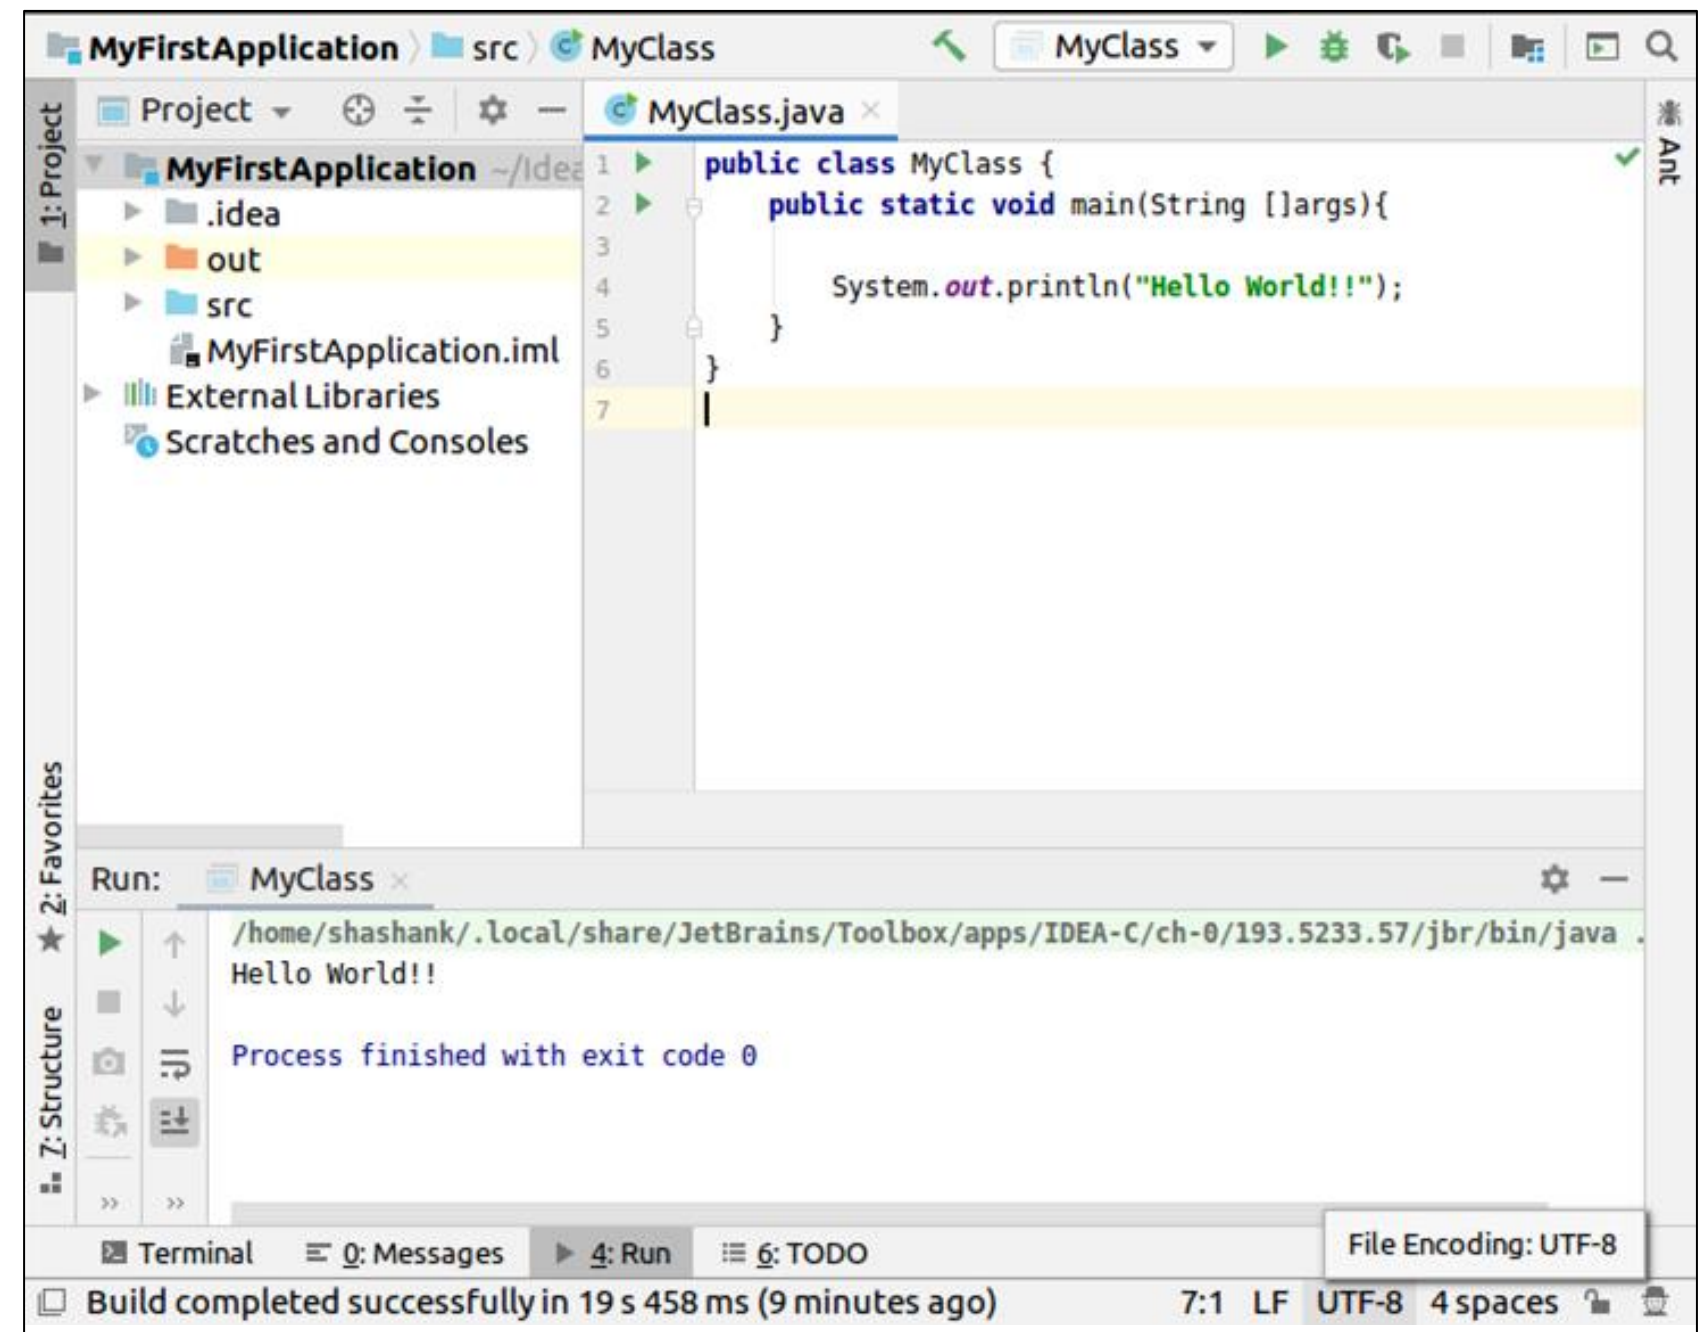 MyFirstApplication src MyClass MyClass
Project
MyClass.java
1: Project
Ant
MyFirstApplication ~/Idea
.idea
out
src
MyFirstApplication.iml
External Libraries
Scratches and Consoles
1 public class MyClass {
2 public static void main(String []args){
3
4 System.out.println("Hello World!!");
5 }
6 }
7
2: Favorites
7: Structure
Run: MyClass
/home/shashank/.local/share/JetBrains/Toolbox/apps/IDEA-C/ch-0/193.5233.57/jbr/bin/java .
Hello World!!
Process finished with exit code 0
>> >>
File Encoding: UTF-8
Terminal 0: Messages 4: Run 6: TODO
Build completed successfully in 19 s 458 ms (9 minutes ago) 7:1 LF UTF-8 4 spaces